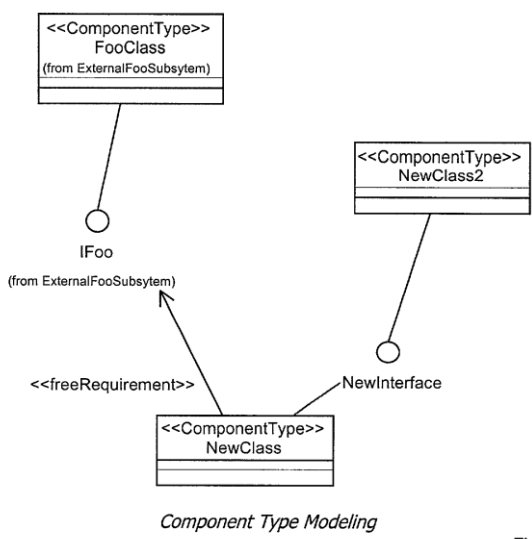 <<ComponentType>>
FooClass
(from ExternalFooSubsytem)
<<ComponentType>>
NewClass2
IFoo
(from ExternalFooSubsytem)
<<freeRequirement>>
NewInterface
<<ComponentType>>
NewClass
Component Type Modeling